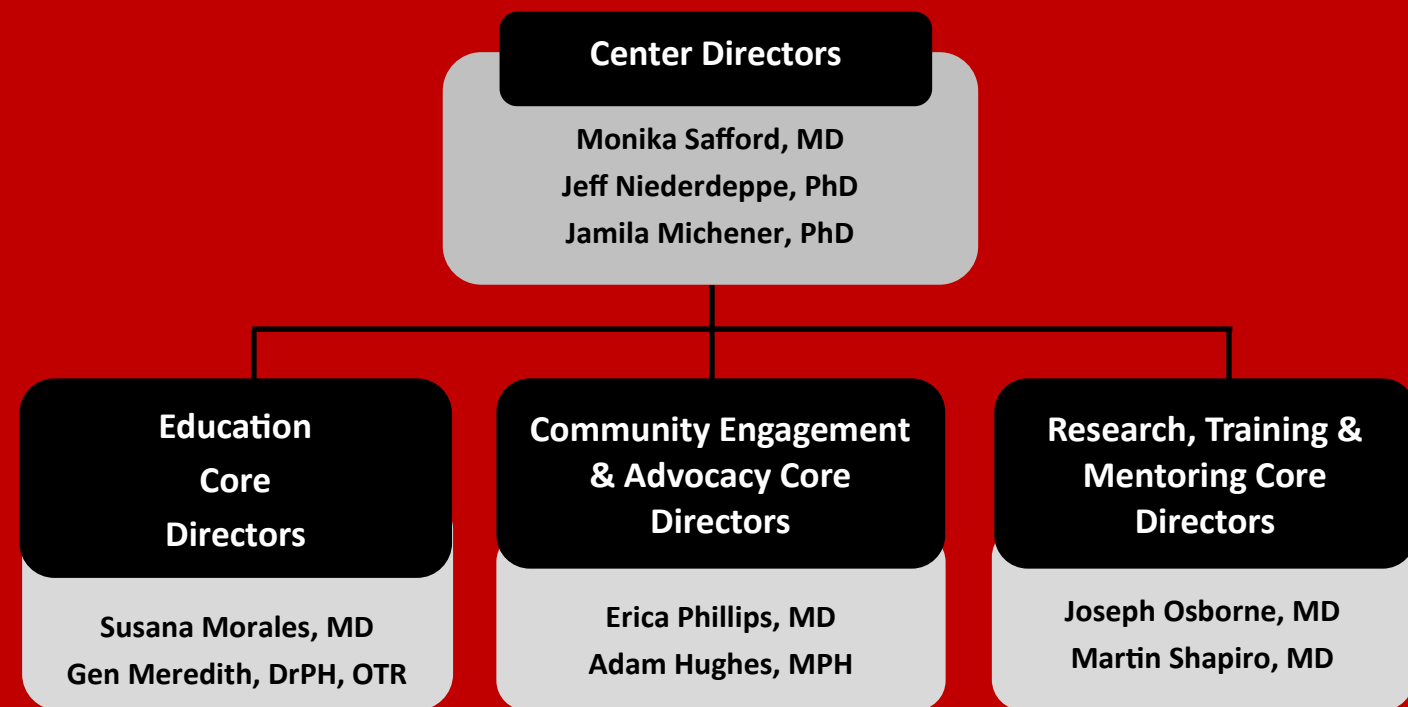 Center Directors
Monika Safford, MD
Jeff Niederdeppe, PhD
Jamila Michener, PhD
Education
Core
Directors
Susana Morales, MD
Gen Meredith, DrPH, OTR
Community Engagement
& Advocacy Core
Directors
Erica Phillips, MD
Adam Hughes, MPH
Research, Training &
Mentoring Core
Directors
Joseph Osborne, MD
Martin Shapiro, MD